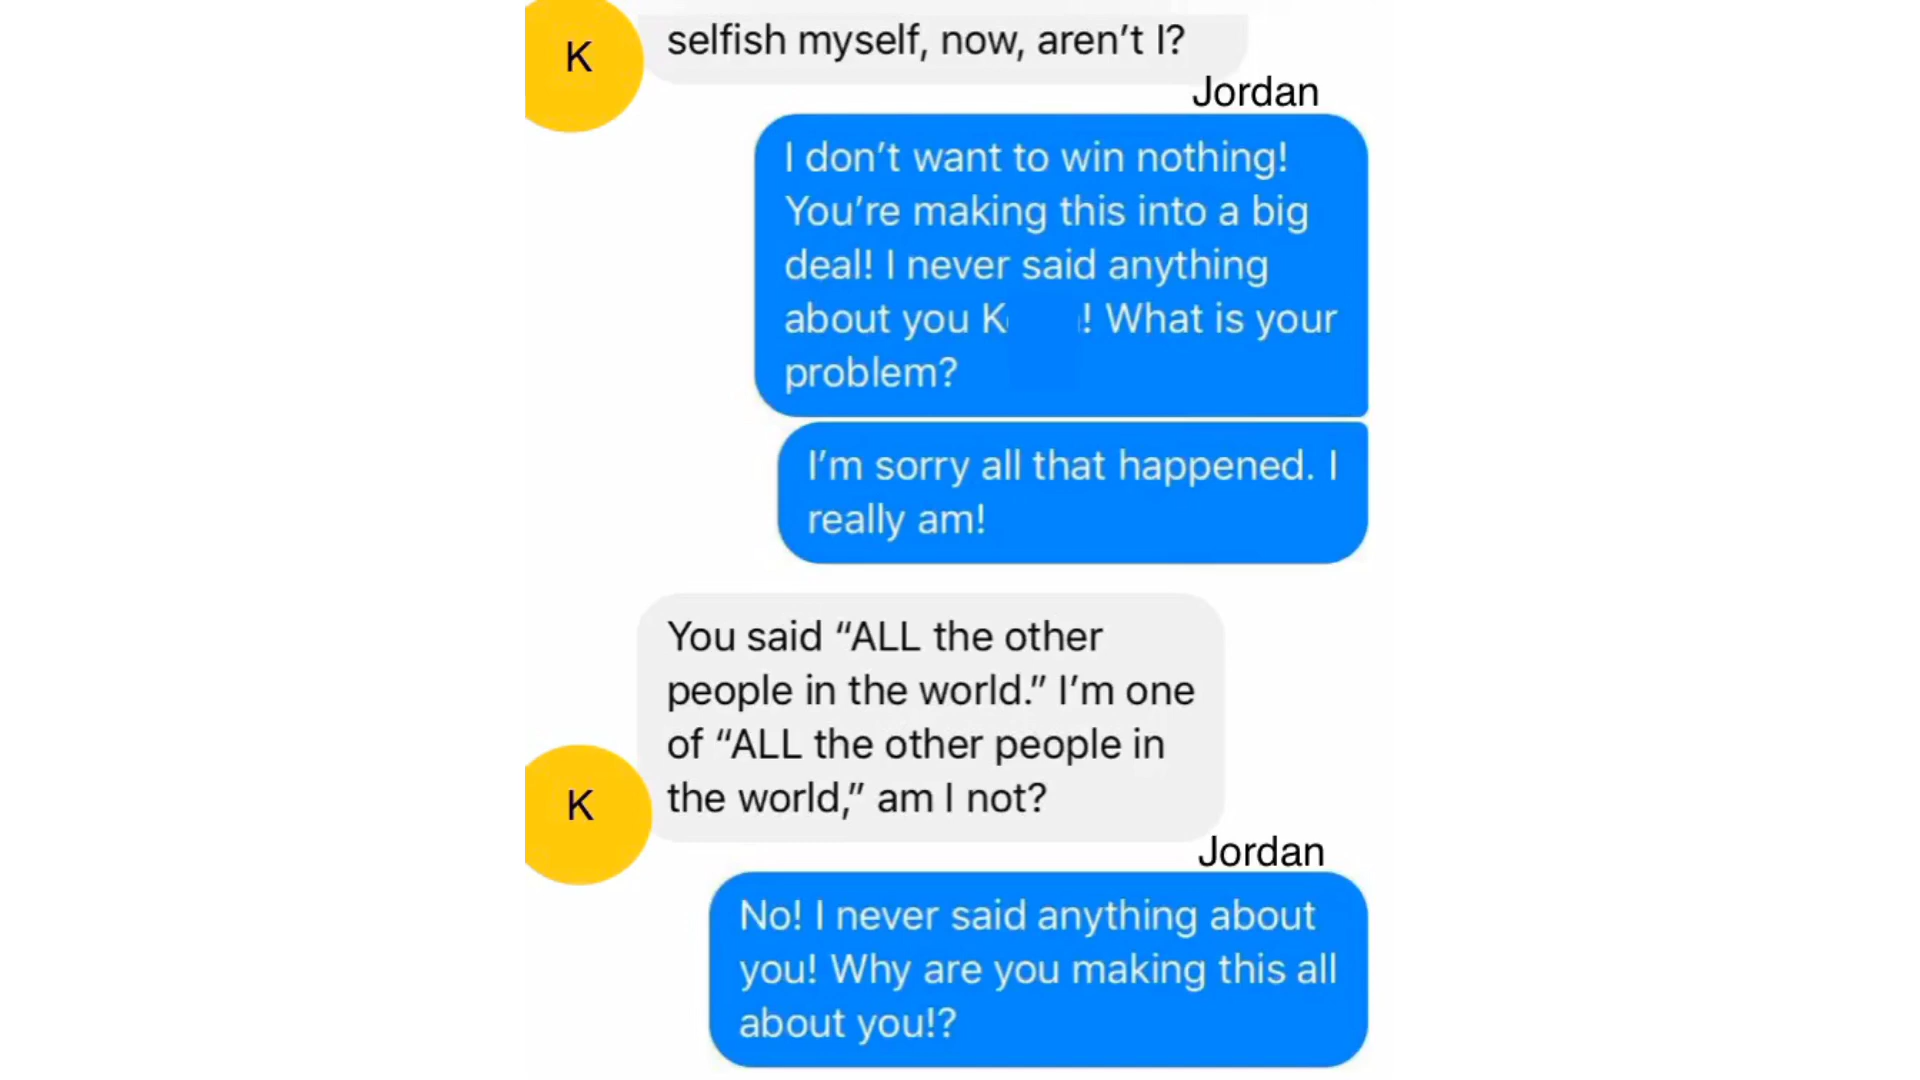 K
selfish myself, now, aren’t I?
Jordan
I don’t want to win nothing!
You’re making this into a big
deal! I never said anything
about you K ! What is your
problem?
I’m sorry all that happened. I
really am!
You said “ALL the other
people in the world.” I’m one
of “ALL the other people in
the world,” am I not?
K
Jordan
No! I never said anything about
you! Why are you making this all
about you!?